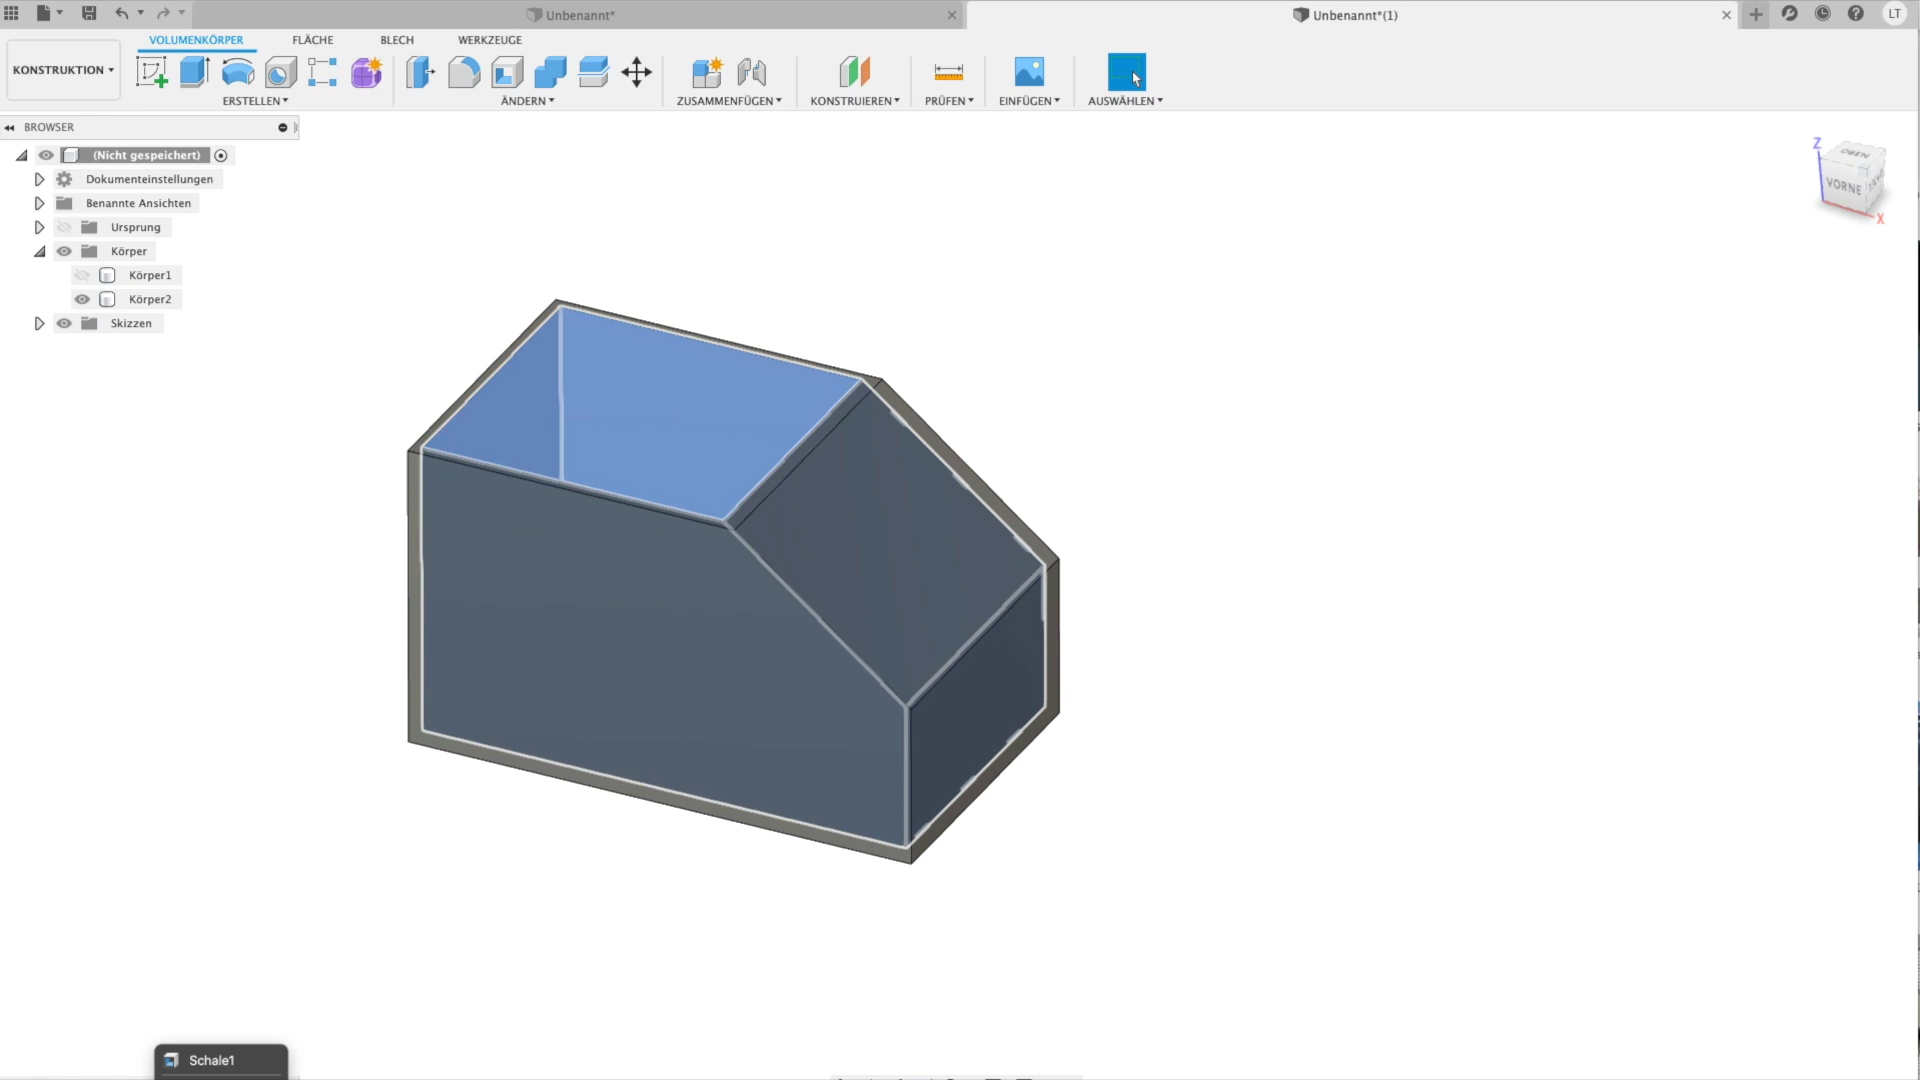 Unbenannt*
Unbenannt*(1)
LT
KONSTRUKTION
VOLUMENKÖRPER
FLÄCHE
BLECH
WERKZEUGE
ERSTELLEN
ÄNDERN
ZUSAMMENFÜGEN
KONSTRUIEREN
PRÜFEN
EINFÜGEN
AUSWÄHLEN
BROWSER
(Nicht gespeichert)
Dokumenteinstellungen
Benannte Ansichten
Ursprung
Körper
Körper1
Körper2
Skizzen
Z
OBEN
VORNE
X
Schale1